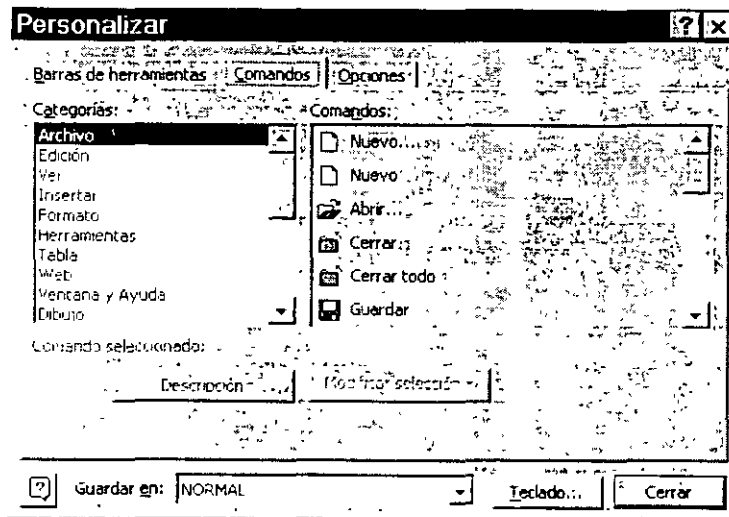 Personalizar
Barras de herramientas Comandos Opciones
Categorías: Comandos:
Archivo
Edición
Ver
Insertar
Formato
Herramientas
Tabla
Web
Ventana y Ayuda
Dibujo
Nuevo...
Nuevo
Abrir...
Cerrar
Cerrar todo
Guardar
Comando seleccionado:
Descripción Modificar selección
Guardar en: NORMAL Teclado... Cerrar